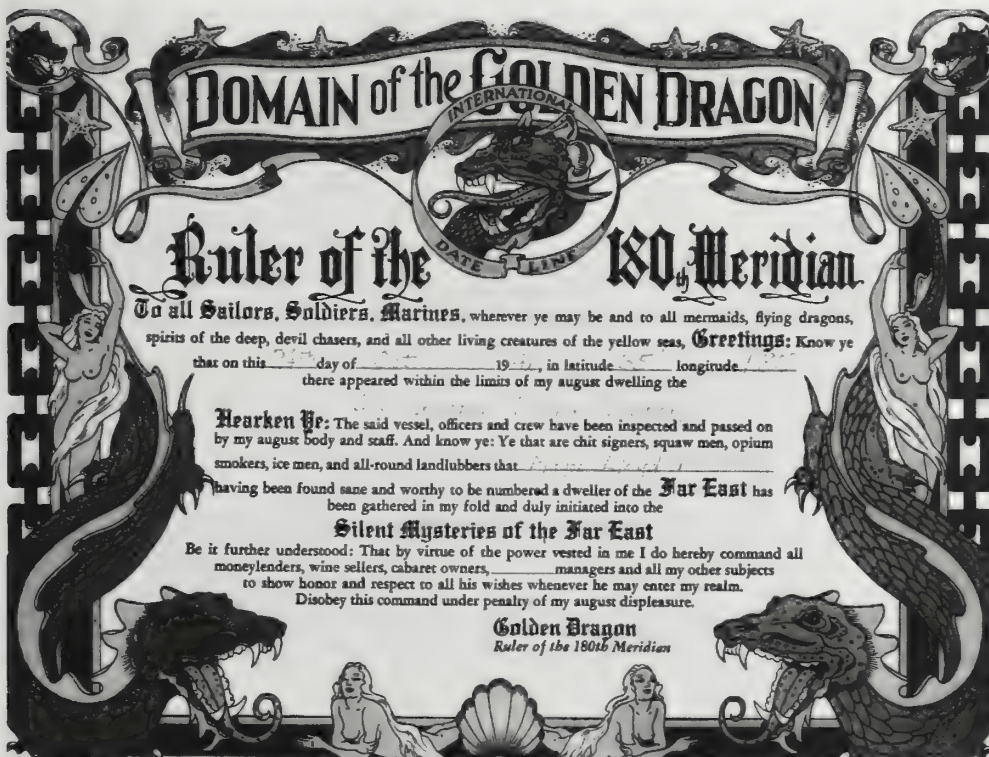 DOMAIN of the GOLDEN DRAGON
INTERNATIONAL
DATE LINE
Ruler of the 180th Meridian
To all Sailors, Soldiers, Marines, wherever ye may be and to all mermaids, flying dragons,
spirits of the deep, devil chasers, and all other living creatures of the yellow seas, Greetings: Know ye
that on this day of 19 , in latitude longitude
there appeared within the limits of my august dwelling the
Hearken Ye: The said vessel, officers and crew have been inspected and passed on
by my august body and staff. And know ye: Ye that are chit signers, squaw men, opium
smokers, ice men, and all-round landlubbers that
having been found sane and worthy to be numbered a dweller of the Far East has
been gathered in my fold and duly initiated into the
Silent Mysteries of the Far East
Be it further understood: That by virtue of the power vested in me I do hereby command all
moneylenders, wine sellers, cabaret owners, managers and all my other subjects
to show honor and respect to all his wishes whenever he may enter my realm.
Disobey this command under penalty of my august displeasure.
Golden Dragon
Ruler of the 180th Meridian